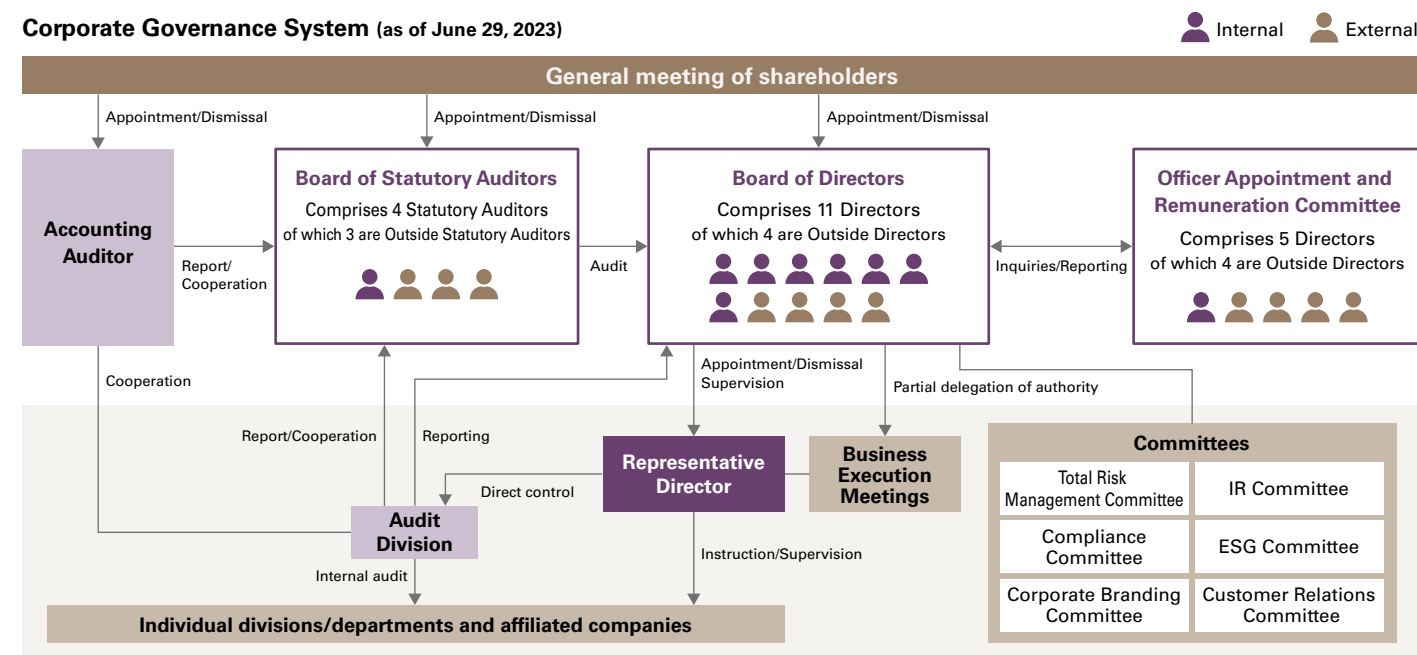 Corporate Governance System (as of June 29, 2023)
Internal
External
General meeting of shareholders
Appointment/Dismissal
Appointment/Dismissal
Appointment/Dismissal
Accounting
Auditor
Report/
Cooperation
Board of Statutory Auditors
Comprises 4 Statutory Auditors
of which 3 are Outside Statutory Auditors
Audit
Board of Directors
Comprises 11 Directors
of which 4 are Outside Directors
Inquiries/Reporting
Officer Appointment and
Remuneration Committee
Comprises 5 Directors
of which 4 are Outside Directors
Cooperation
Appointment/Dismissal
Supervision
Partial delegation of authority
Report/Cooperation
Reporting
Representative
Director
Business
Execution
Meetings
Direct control
Audit
Division
Internal audit
Instruction/Supervision
Individual divisions/departments and affiliated companies
Committees
Total Risk
Management Committee
IR Committee
Compliance
Committee
ESG Committee
Corporate Branding
Committee
Customer Relations
Committee